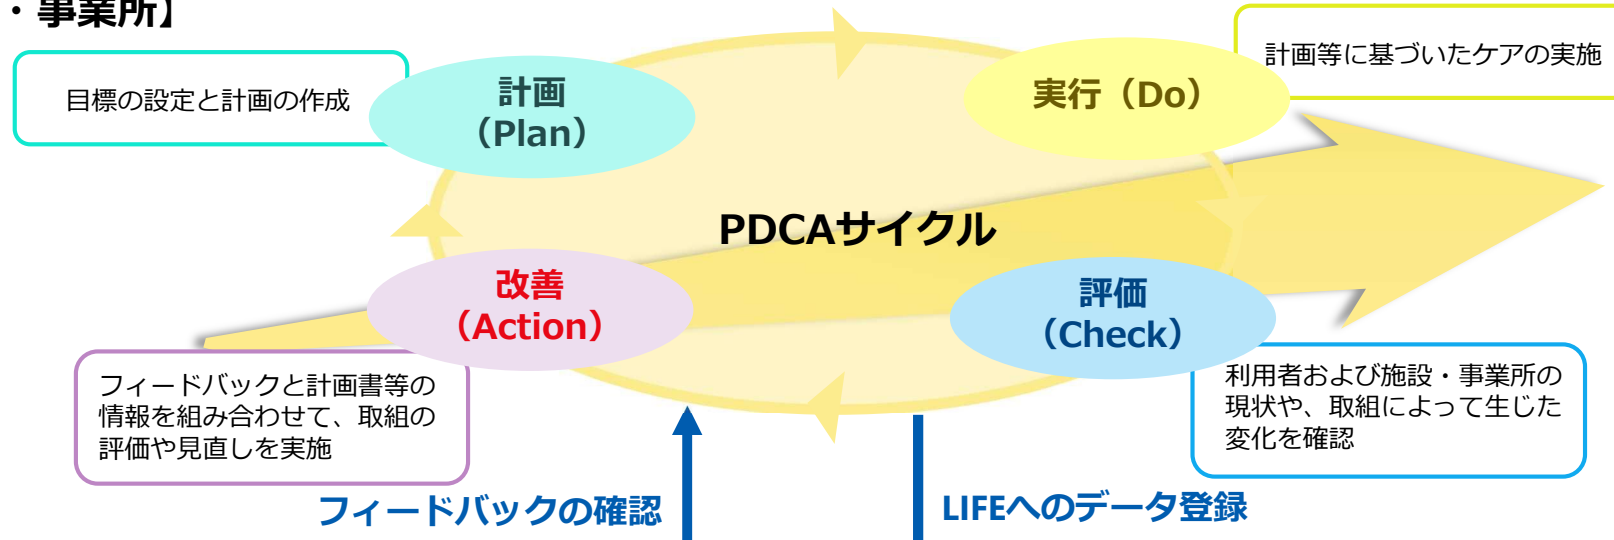 ・事業所】
目標の設定と計画の作成
計画
（Plan）
実行（Do）
計画等に基づいたケアの実施
PDCAサイクル
改善
（Action）
評価
（Check）
フィードバックと計画書等の
情報を組み合わせて、取組の
評価や見直しを実施
利用者および施設・事業所の
現状や、取組によって生じた
変化を確認
フィードバックの確認
LIFEへのデータ登録